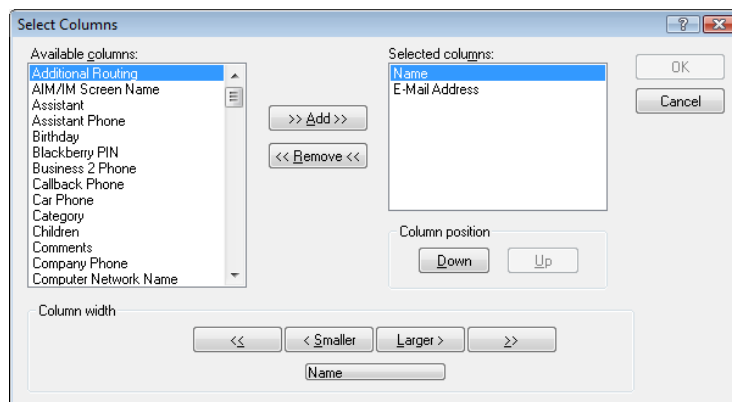 Select Columns
Available columns:
Additional Routing
AIM/IM Screen Name
Assistant
Assistant Phone
Birthday
Blackberry PIN
Business 2 Phone
Callback Phone
Car Phone
Category
Children
Comments
Company Phone
Computer Network Name
>> Add >>
<< Remove <<
Selected columns:
Name
E-Mail Address
OK
Cancel
Column position
Down
Up
Column width
<<
< Smaller
Larger >
>>
Name